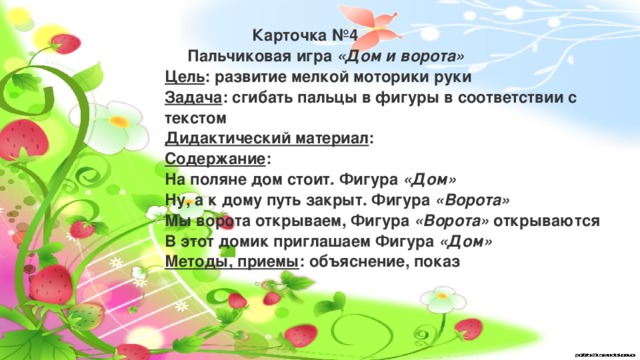 Карточка №4
Пальчиковая игра «Дом и ворота»
Цель: развитие мелкой моторики руки
Задача: сгибать пальцы в фигуры в соответствии с
текстом
Дидактический материал:
Содержание:
На поляне дом стоит. Фигура «Дом»
Ну, а к дому путь закрыт. Фигура «Ворота»
Мы ворота открываем, Фигура «Ворота» открываются
В этот домик приглашаем Фигура «Дом»
Методы, приемы: объяснение, показ